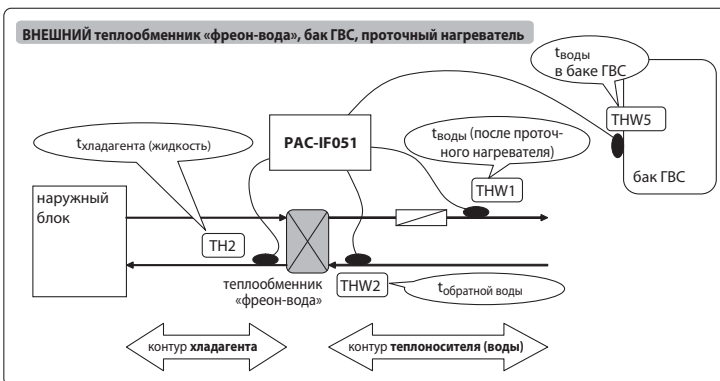 ВНЕШНИЙ теплообменник «фреон-вода», бак ГВС, проточный нагреватель
tводы
в баке ГВС
THW5
бак ГВС
PAC-IF051
tводы (после проточ-
ного нагревателя)
THW1
tхладагента (жидкость)
наружный
блок
TH2
теплообменник
«фреон-вода»
THW2
tобратной воды
контур хладагента
контур теплоносителя (воды)